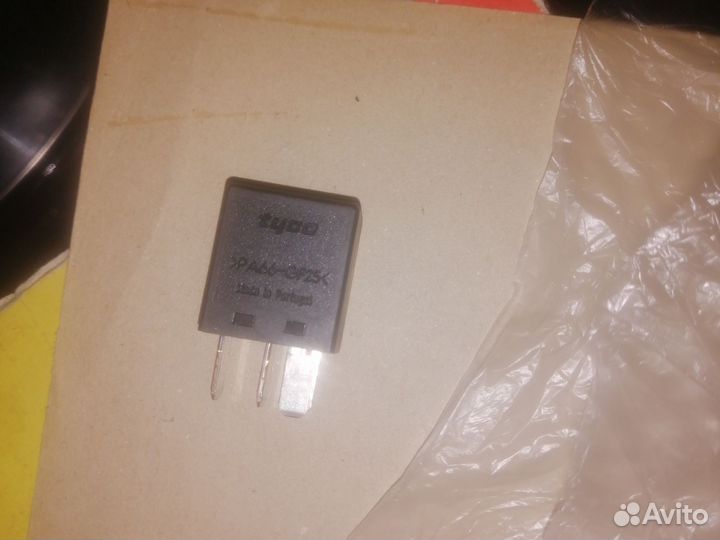 tyco
>PA66-GF25<
Made in Portugal
Avito